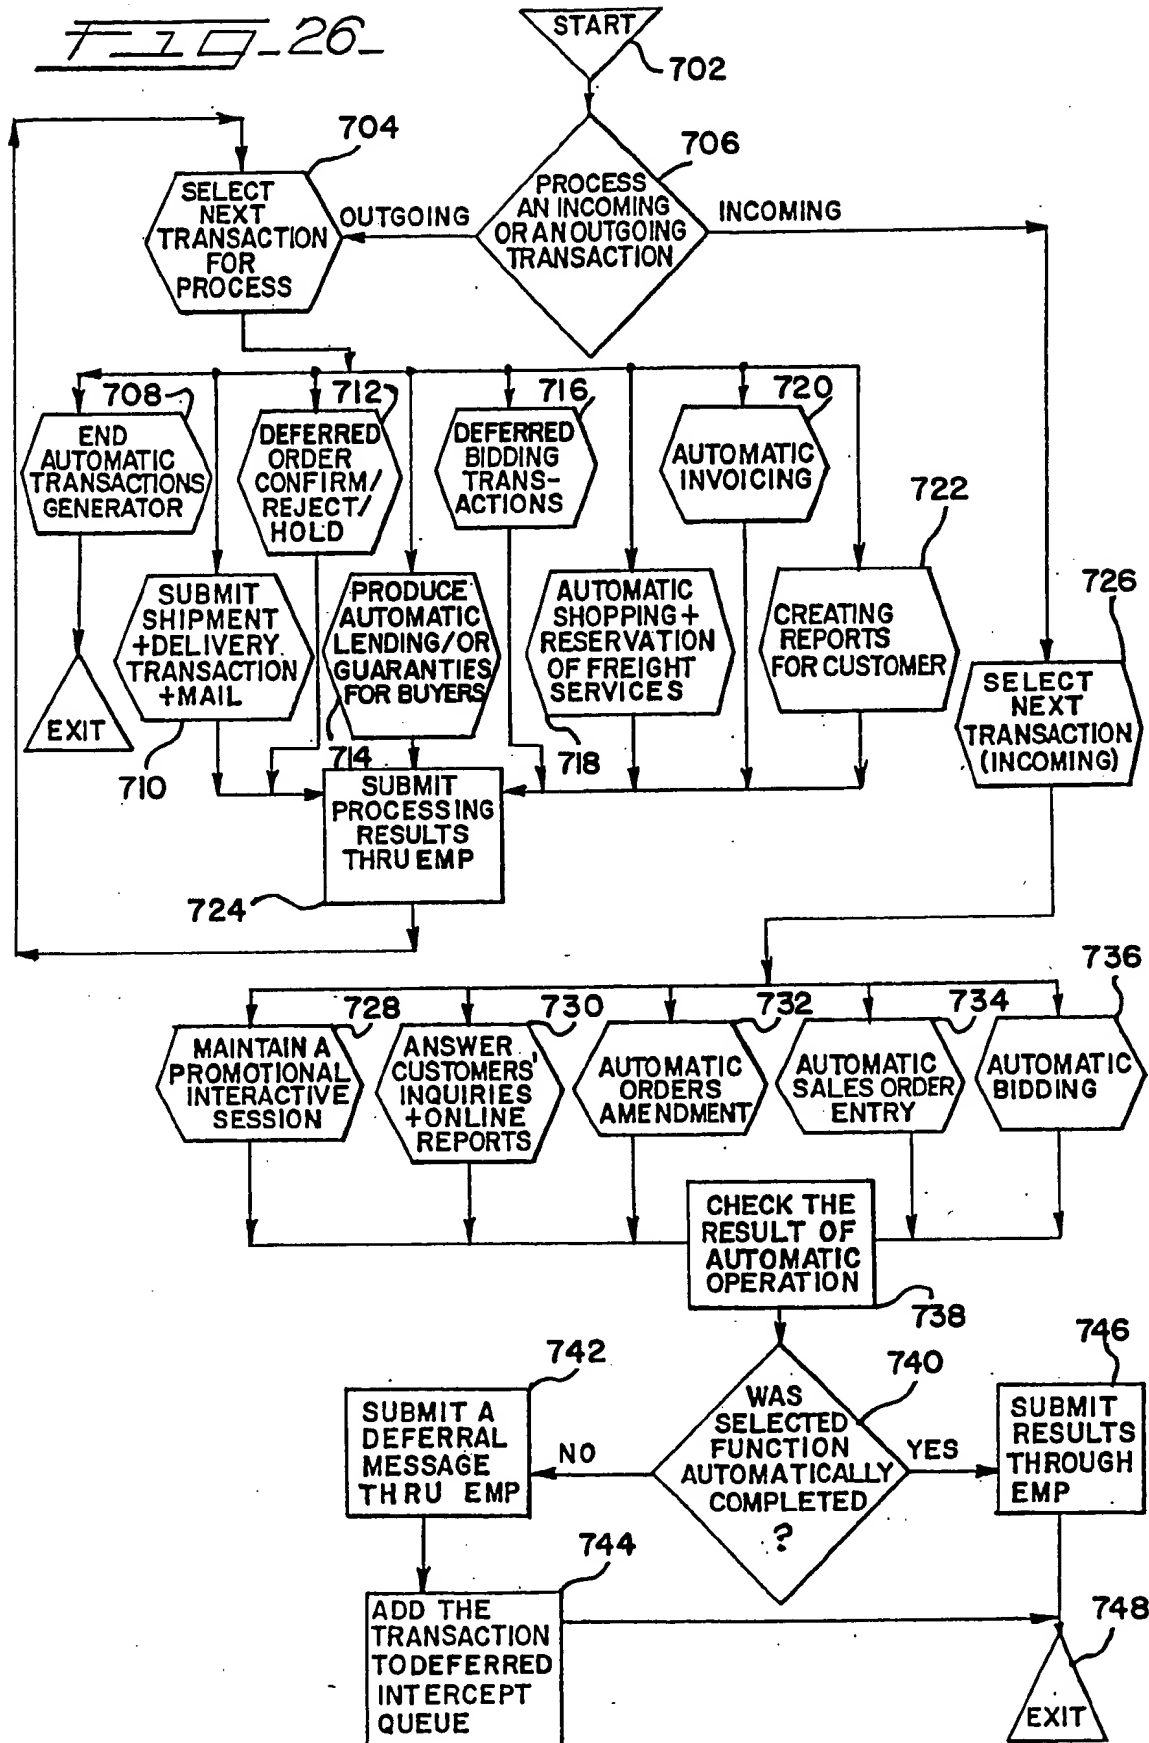 Fig-26-
START
702
704
706
SELECT
NEXT
TRANSACTION
FOR
PROCESS
OUTGOING
PROCESS
AN INCOMING
OR AN OUTGOING
TRANSACTION
INCOMING
708
END
AUTOMATIC
TRANSACTIONS
GENERATOR
712
DEFERRED
ORDER
CONFIRM/
REJECT/
HOLD
716
DEFERRED
BIDDING
TRANS-
ACTIONS
720
AUTOMATIC
INVOICING
722
EXIT
SUBMIT
SHIPMENT
+DELIVERY.
TRANSACTION
+MAIL
710
PRODUCE
AUTOMATIC
LENDING/OR
GUARANTIES
FOR BUYERS
714
AUTOMATIC
SHOPPING+
RESERVATION
OF FREIGHT
SERVICES
718
CREATING
REPORTS
FOR CUSTOMER
726
SELECT
NEXT
TRANSACTION
(INCOMING)
SUBMIT
PROCESSING
RESULTS
THRU EMP
724
728
MAINTAIN A
PROMOTIONAL
INTERACTIVE
SESSION
730
ANSWER
CUSTOMERS'
INQUIRIES
+ONLINE
REPORTS
732
AUTOMATIC
ORDERS
AMENDMENT
734
AUTOMATIC
SALES ORDER
ENTRY
736
AUTOMATIC
BIDDING
CHECK THE
RESULT OF
AUTOMATIC
OPERATION
738
742
SUBMIT A
DEFERRAL
MESSAGE
THRU EMP
NO
740
WAS
SELECTED
FUNCTION
AUTOMATICALLY
COMPLETED
?
YES
746
SUBMIT
RESULTS
THROUGH
EMP
744
ADD THE
TRANSACTION
TO DEFERRED
INTERCEPT
QUEUE
748
EXIT